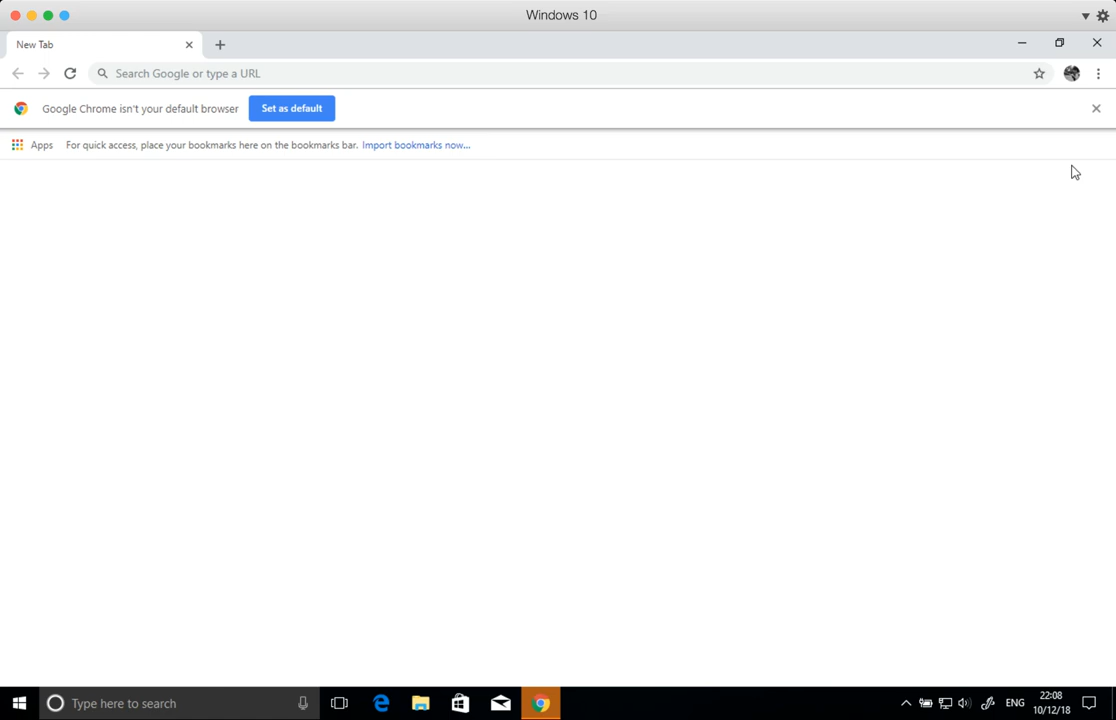 Windows 10
New Tab
Search Google or type a URL
Google Chrome isn't your default browser
Set as default
Apps
For quick access, place your bookmarks here on the bookmarks bar. Import bookmarks now...
Type here to search
ENG
22:08
10/12/18